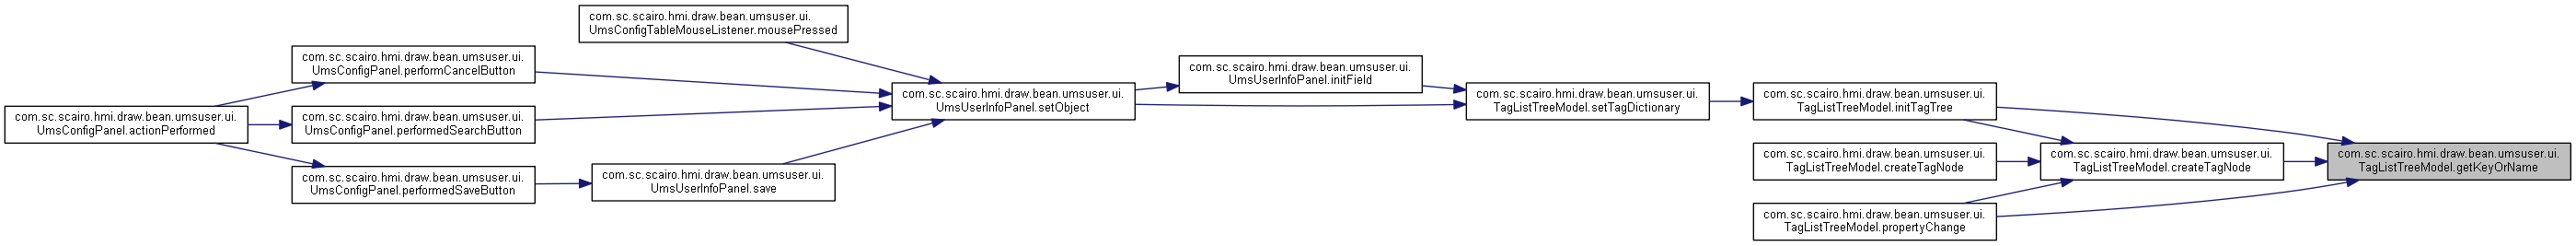 com.sc.scairo.hmi.draw.bean.umsuser.ui.
UmsConfigPanel.actionPerformed
com.sc.scairo.hmi.draw.bean.umsuser.ui.
UmsConfigPanel.performCancelButton
com.sc.scairo.hmi.draw.bean.umsuser.ui.
UmsConfigPanel.performedSearchButton
com.sc.scairo.hmi.draw.bean.umsuser.ui.
UmsConfigPanel.performedSaveButton
com.sc.scairo.hmi.draw.bean.umsuser.ui.
UmsConfigTableMouseListener.mousePressed
com.sc.scairo.hmi.draw.bean.umsuser.ui.
UmsUserInfoPanel.save
com.sc.scairo.hmi.draw.bean.umsuser.ui.
UmsUserInfoPanel.setObject
com.sc.scairo.hmi.draw.bean.umsuser.ui.
UmsUserInfoPanel.initField
com.sc.scairo.hmi.draw.bean.umsuser.ui.
TagListTreeModel.setTagDictionary
com.sc.scairo.hmi.draw.bean.umsuser.ui.
TagListTreeModel.initTagTree
com.sc.scairo.hmi.draw.bean.umsuser.ui.
TagListTreeModel.createTagNode
com.sc.scairo.hmi.draw.bean.umsuser.ui.
TagListTreeModel.propertyChange
com.sc.scairo.hmi.draw.bean.umsuser.ui.
TagListTreeModel.createTagNode
com.sc.scairo.hmi.draw.bean.umsuser.ui.
TagListTreeModel.getKeyOrName